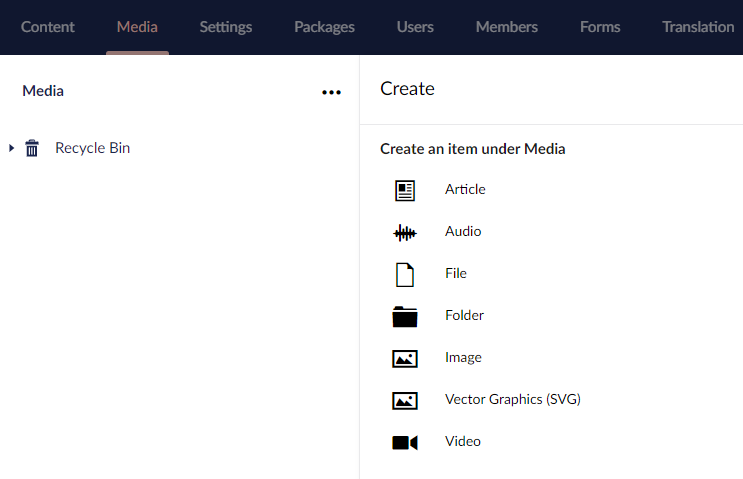 Content Media Settings Packages Users Members Forms Translation
Media
Recycle Bin
Create
Create an item under Media
Article
Audio
File
Folder
Image
Vector Graphics (SVG)
Video